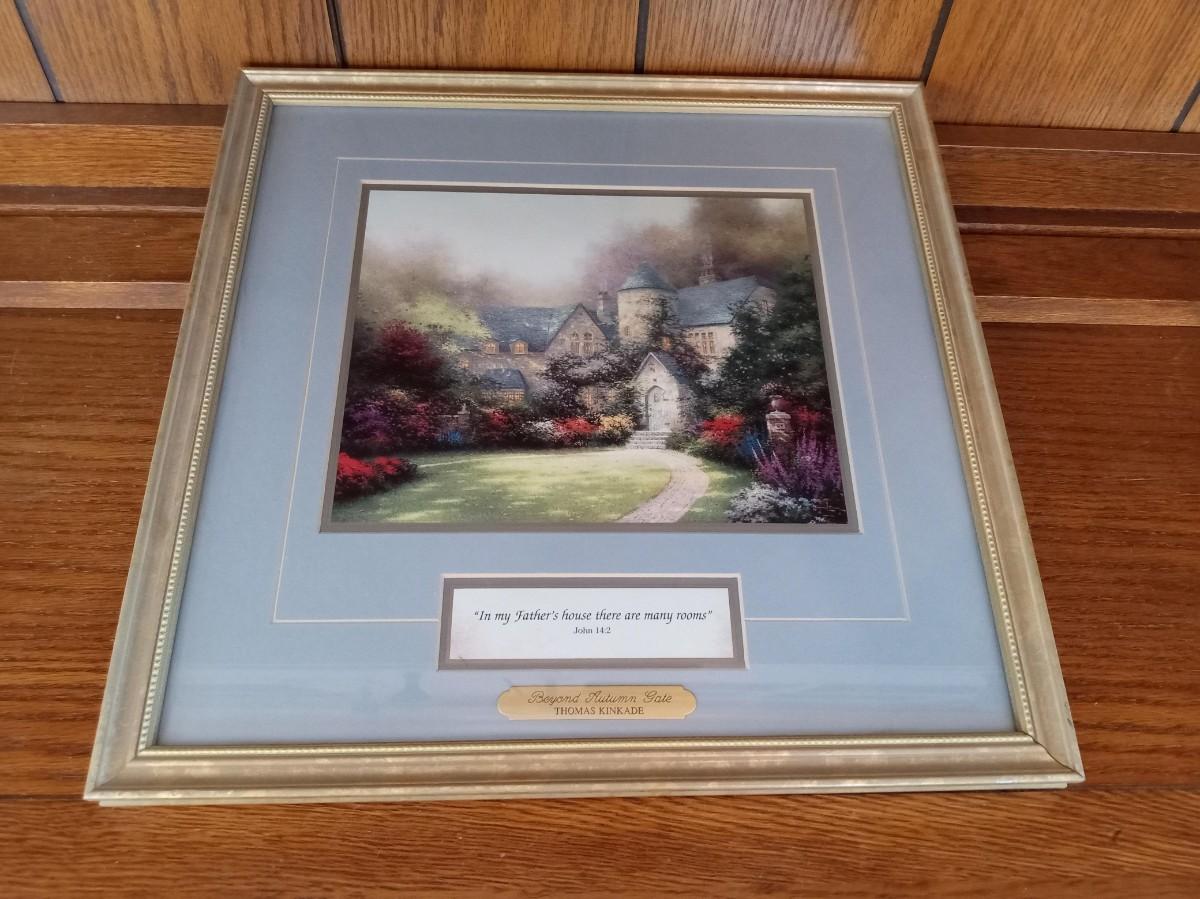 “In my Father's house there are many rooms”
John 14:2
Beyond Autumn Gate
THOMAS KINKADE